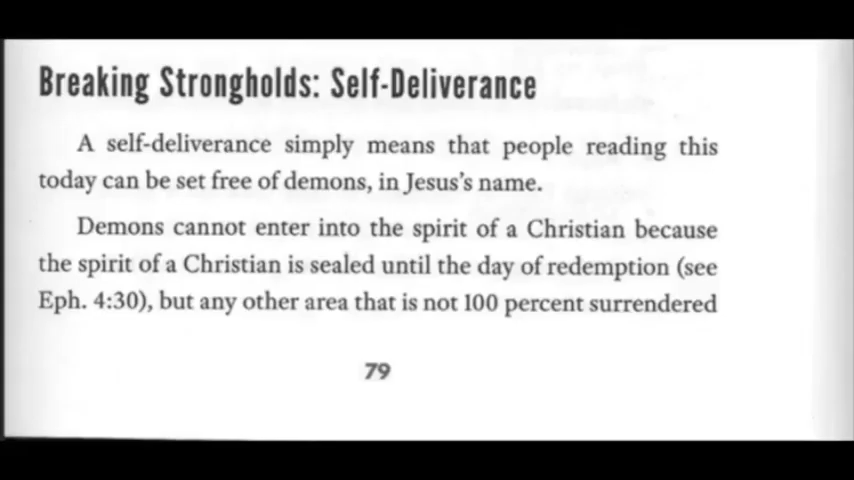 Breaking Strongholds: Self-Deliverance
A self-deliverance simply means that people reading this
today can be set free of demons, in Jesus's name.
Demons cannot enter into the spirit of a Christian because
the spirit of a Christian is sealed until the day of redemption (see
Eph. 4:30), but any other area that is not 100 percent surrendered
79